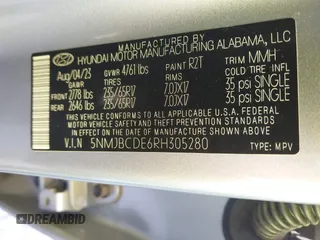 MANUFACTURED BY
HYUNDAI MOTOR MANUFACTURING ALABAMA, LLC
Aug/04/23 GVWR 4761 lbs PAINT R2T TRIM MMH
GAWR TIRES RIMS COLD TIRE INFL
FRONT 2778 lbs 235/65R17 7.0JX17 35 psi SINGLE
REAR 2646 lbs 235/65R17 7.0JX17 35 psi SINGLE
THIS VEHICLE CONFORMS TO ALL APPLICABLE U.S. FEDERAL
MOTOR VEHICLE SAFETY AND THEFT PREVENTION STANDARDS
IN EFFECT ON THE DATE OF MANUFACTURE SHOWN ABOVE.
V.I.N 5NMJBCDE6RH305280 TYPE: MPV
DREAMBID